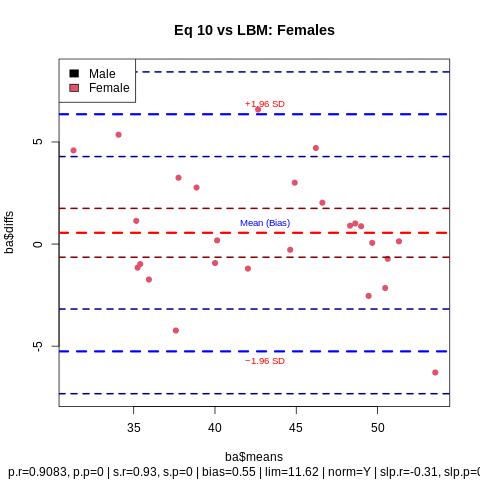 Eq 10 vs LBM: Females
Male
Female
+1.96 SD
Mean (Bias)
−1.96 SD
5
0
-5
ba$diffs
35
40
45
50
ba$means
p.r=0.9083, p.p=0 | s.r=0.93, s.p=0 | bias=0.55 | lim=11.62 | norm=Y | slp.r=-0.31, slp.p=0